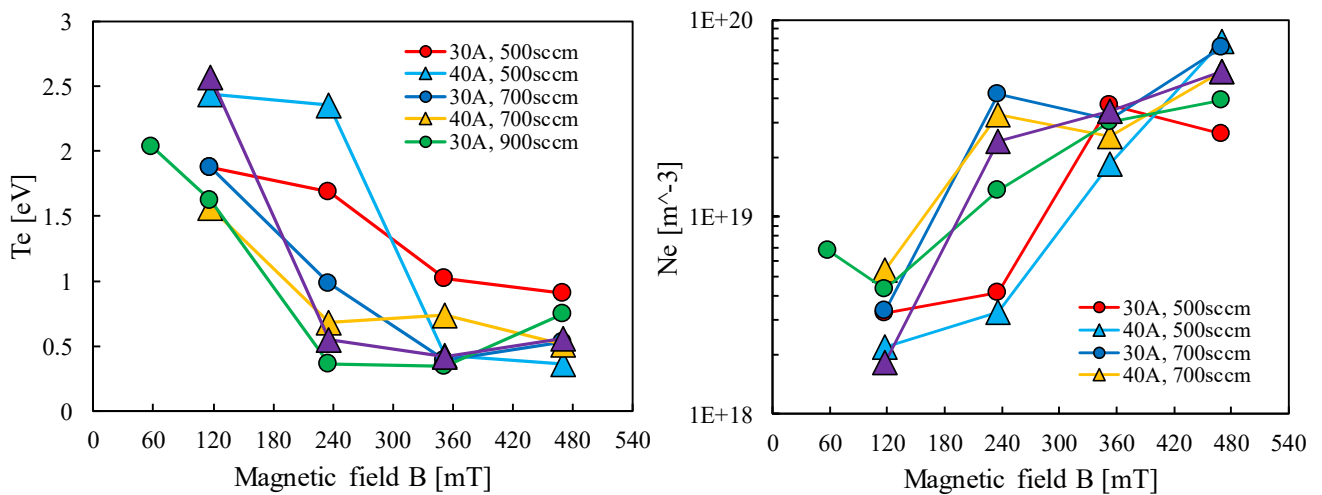 3
2.5
2
1.5
1
0.5
0
Te [eV]
30A, 500sccm
40A, 500sccm
30A, 700sccm
40A, 700sccm
30A, 900sccm
0 60 120 180 240 300 360 420 480 540
Magnetic field B [mT]
1E+20
1E+19
1E+18
Ne [m^-3]
30A, 500sccm
40A, 500sccm
30A, 700sccm
40A, 700sccm
0 60 120 180 240 300 360 420 480 540
Magnetic field B [mT]